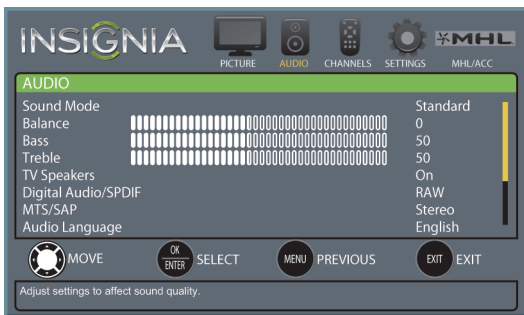 INSIGNIA
PICTURE AUDIO CHANNELS SETTINGS MHL MHL/ACC
AUDIO
Sound Mode Standard
Balance 0
Bass 50
Treble 50
TV Speakers On
Digital Audio/SPDIF RAW
MTS/SAP Stereo
Audio Language English
MOVE OK ENTER SELECT MENU PREVIOUS EXIT EXIT
Adjust settings to affect sound quality.